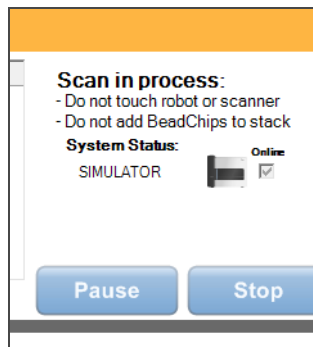 Scan in process:
- Do not touch robot or scanner
- Do not add BeadChips to stack
System Status:
Online
SIMULATOR
Pause
Stop